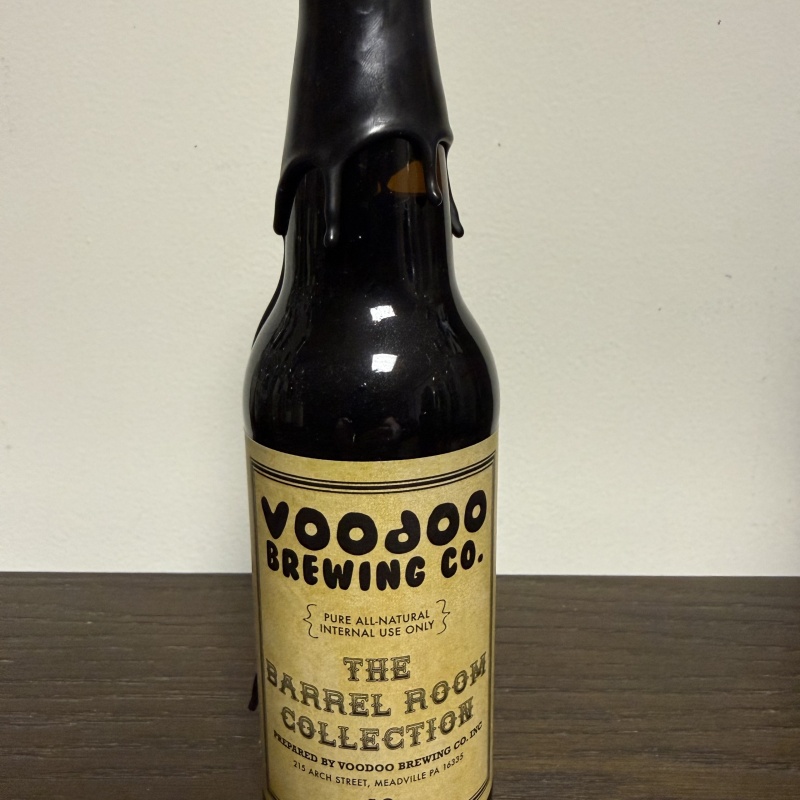 VOODOO
BREWING CO.
PURE ALL-NATURAL
INTERNAL USE ONLY
THE
BARREL ROOM
COLLECTION
PREPARED BY VOODOO BREWING CO. INC
215 ARCH STREET, MEADVILLE PA 16335